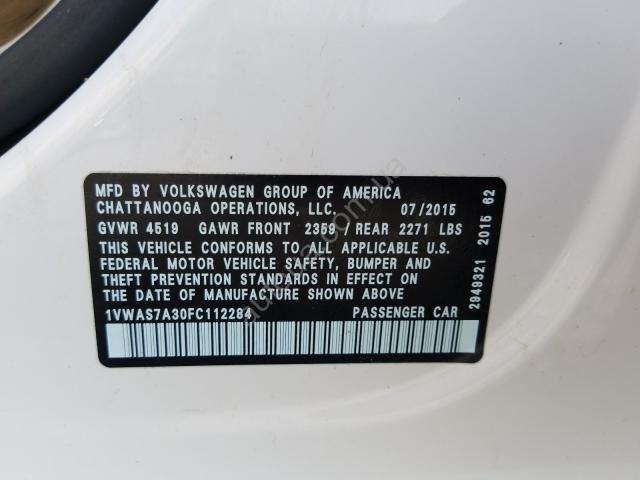 MFD BY VOLKSWAGEN GROUP OF AMERICA
CHATTANOOGA OPERATIONS, LLC. 07/2015
GVWR 4519 GAWR FRONT 2359 / REAR 2271 LBS
THIS VEHICLE CONFORMS TO ALL APPLICABLE U.S.
FEDERAL MOTOR VEHICLE SAFETY, BUMPER AND
THEFT PREVENTION STANDARDS IN EFFECT ON
THE DATE OF MANUFACTURE SHOWN ABOVE
1VWAS7A30FC112284 PASSENGER CAR
2949321 2015 62